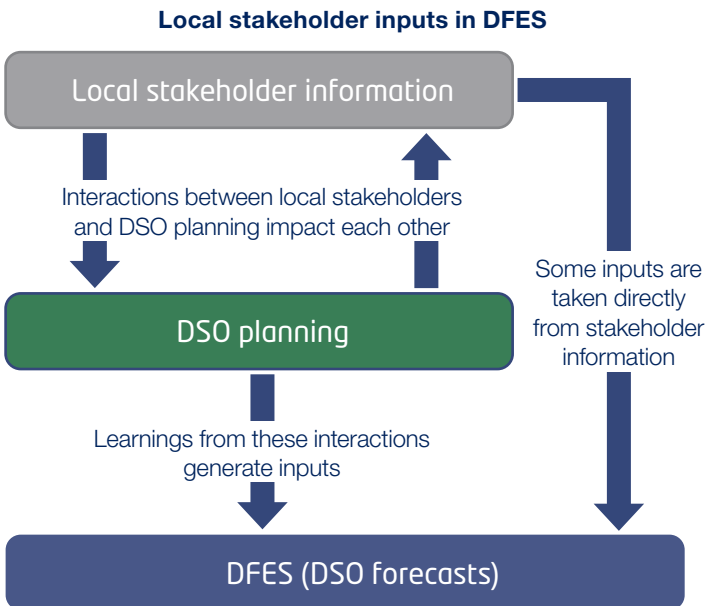 Local stakeholder inputs in DFES
Local stakeholder information
Interactions between local stakeholders
and DSO planning impact each other
Some inputs are
taken directly
from stakeholder
information
DSO planning
Learnings from these interactions
generate inputs
DFES (DSO forecasts)